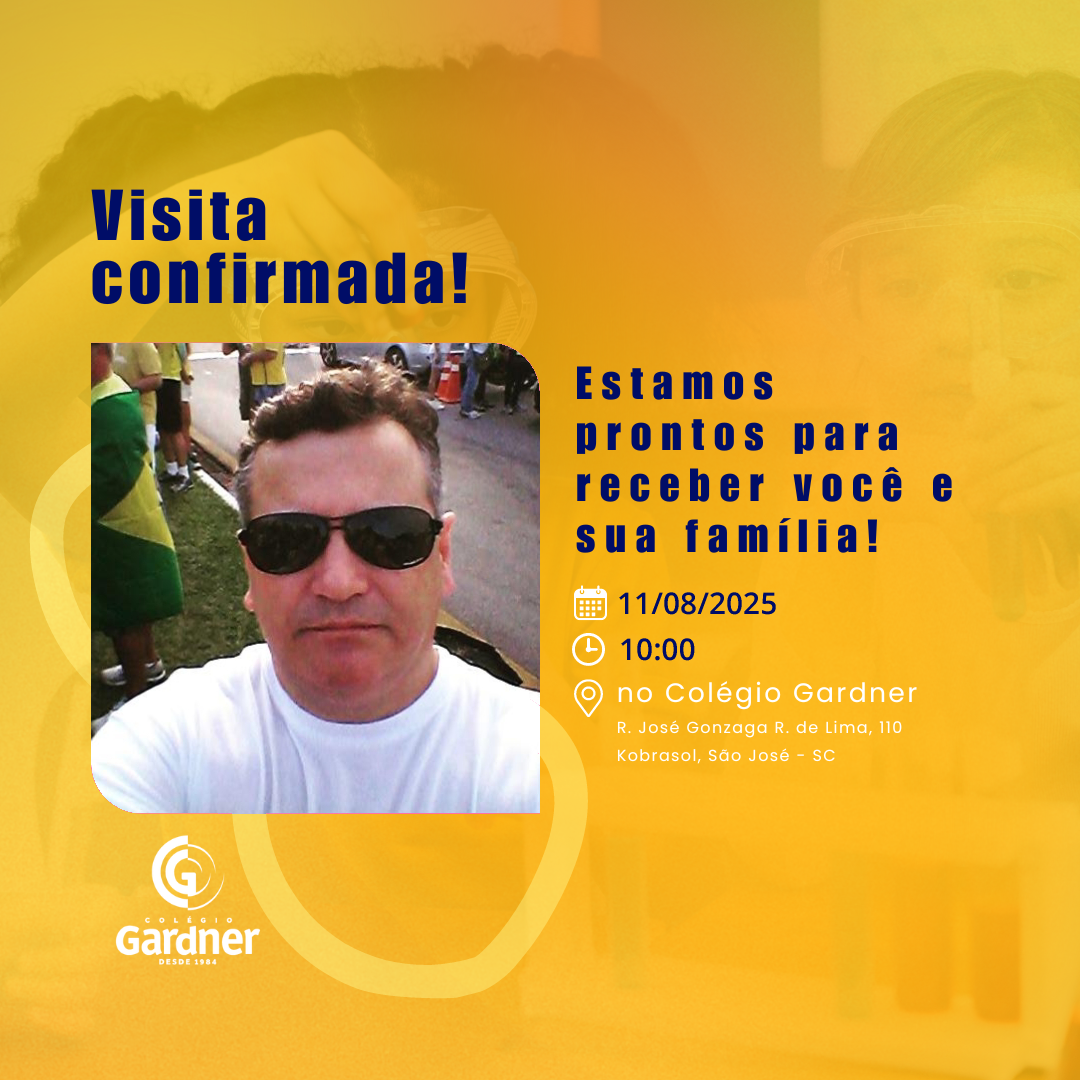 Visita
confirmada!
Estamos
prontos para
receber você e
sua família!
11/08/2025
10:00
no Colégio Gardner
R. José Gonzaga R. de Lima, 110
Kobrasol, São José - SC
G
COLÉGIO
Gardner
DESDE 1984